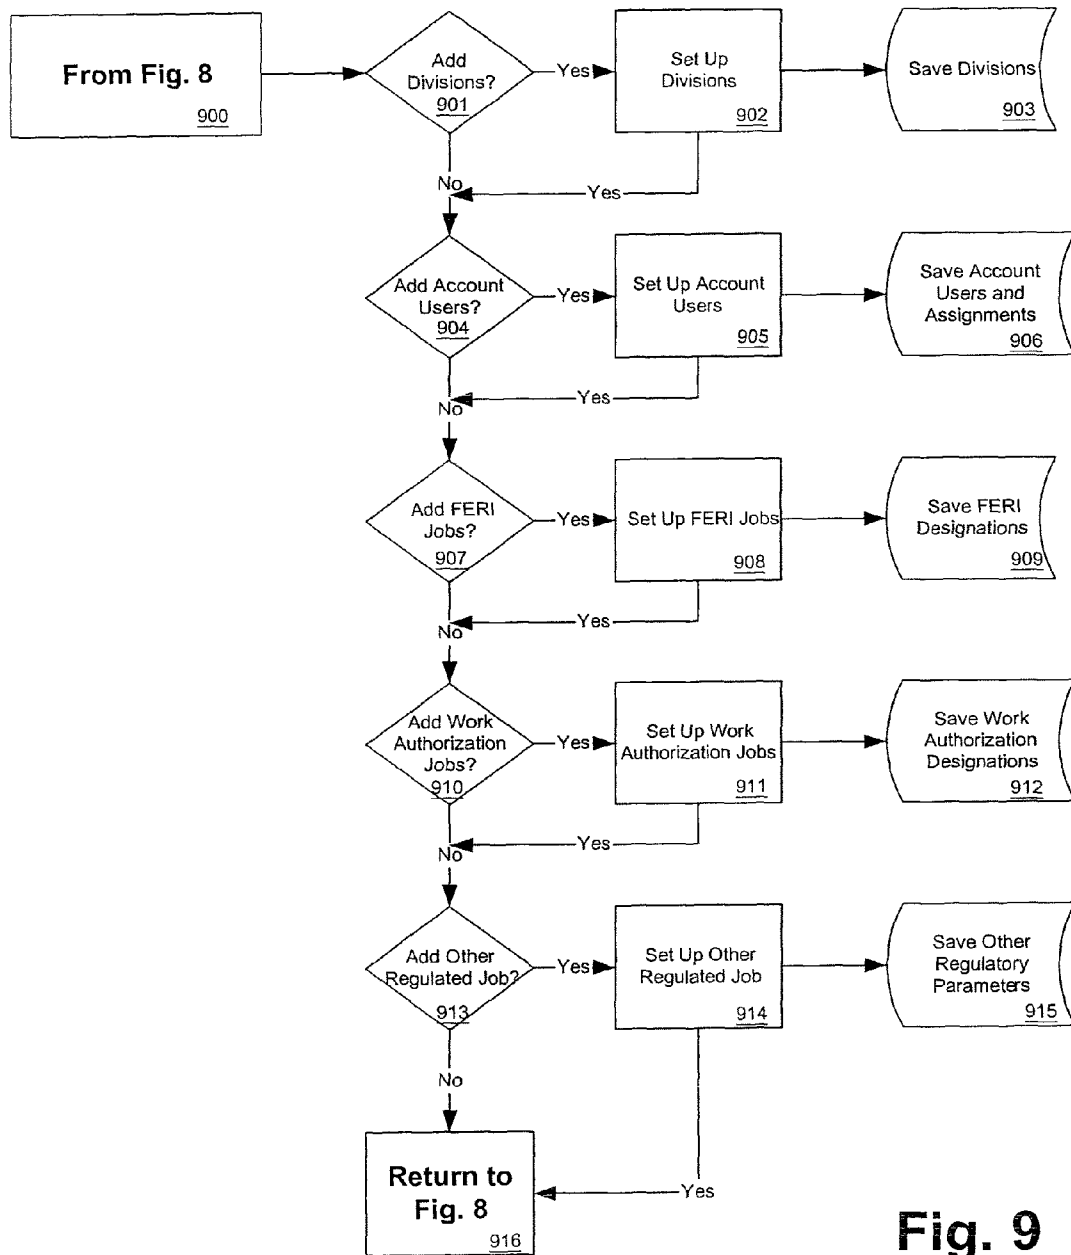 From Fig. 8
900
Add
Divisions?
901
Yes
Set Up
Divisions
902
Save Divisions
903
No
Yes
Add Account
Users?
904
Yes
Set Up Account
Users
905
Save Account
Users and
Assignments
906
No
Yes
Add FERI
Jobs?
907
Yes
Set Up FERI Jobs
908
Save FERI
Designations
909
No
Yes
Add Work
Authorization
Jobs?
910
Yes
Set Up Work
Authorization Jobs
911
Save Work
Authorization
Designations
912
No
Yes
Add Other
Regulated Job?
913
Yes
Set Up Other
Regulated Job
914
Save Other
Regulatory
Parameters
915
No
Return to
Fig. 8
916
Yes
Fig. 9